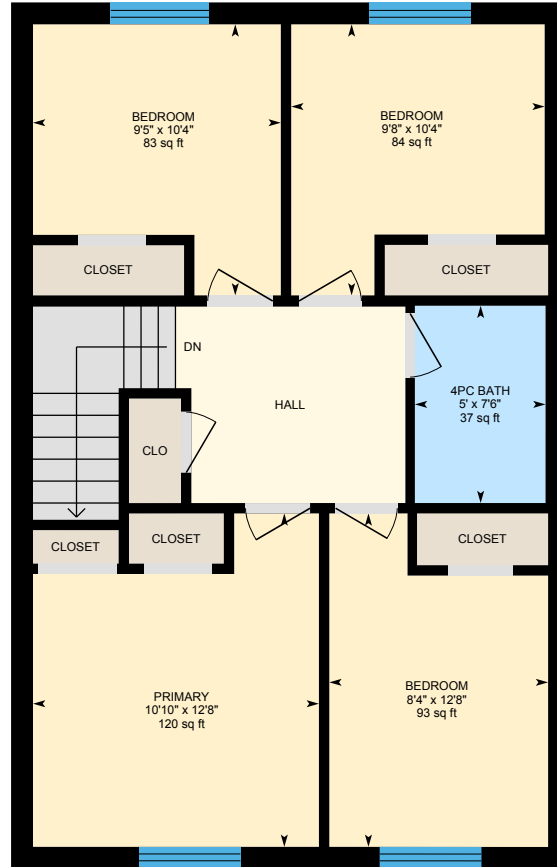 BEDROOM
9'5" x 10'4"
83 sq ft
BEDROOM
9'8" x 10'4"
84 sq ft
CLOSET
CLOSET
DN
HALL
4PC BATH
5' x 7'6"
37 sq ft
CLO
CLOSET
CLOSET
CLOSET
PRIMARY
10'10" x 12'8"
120 sq ft
BEDROOM
8'4" x 12'8"
93 sq ft